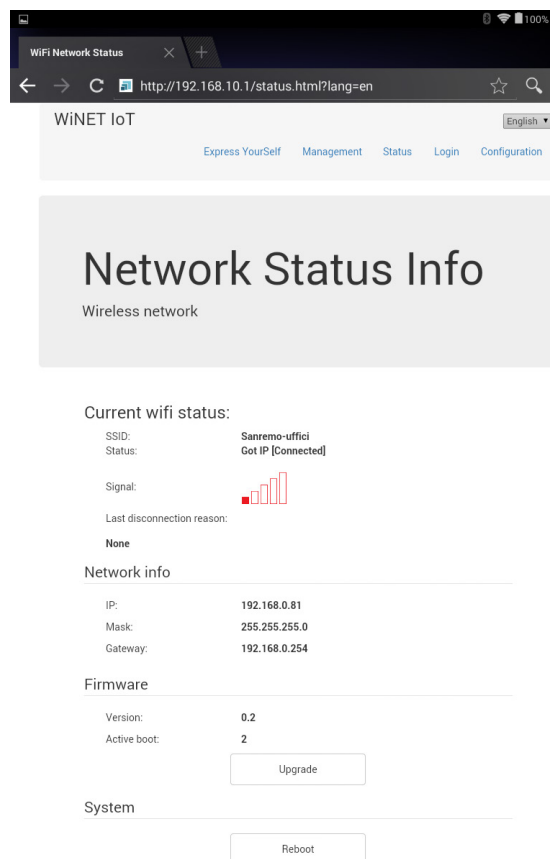 100%
WiFi Network Status
http://192.168.10.1/status.html?lang=en
WiNET IoT
English
Express YourSelf Management Status Login Configuration
Network Status Info
Wireless network
Current wifi status:
SSID: Sanremo-uffici
Status: Got IP [Connected]
Signal:
Last disconnection reason:
None
Network info
IP: 192.168.0.81
Mask: 255.255.255.0
Gateway: 192.168.0.254
Firmware
Version: 0.2
Active boot: 2
Upgrade
System
Reboot